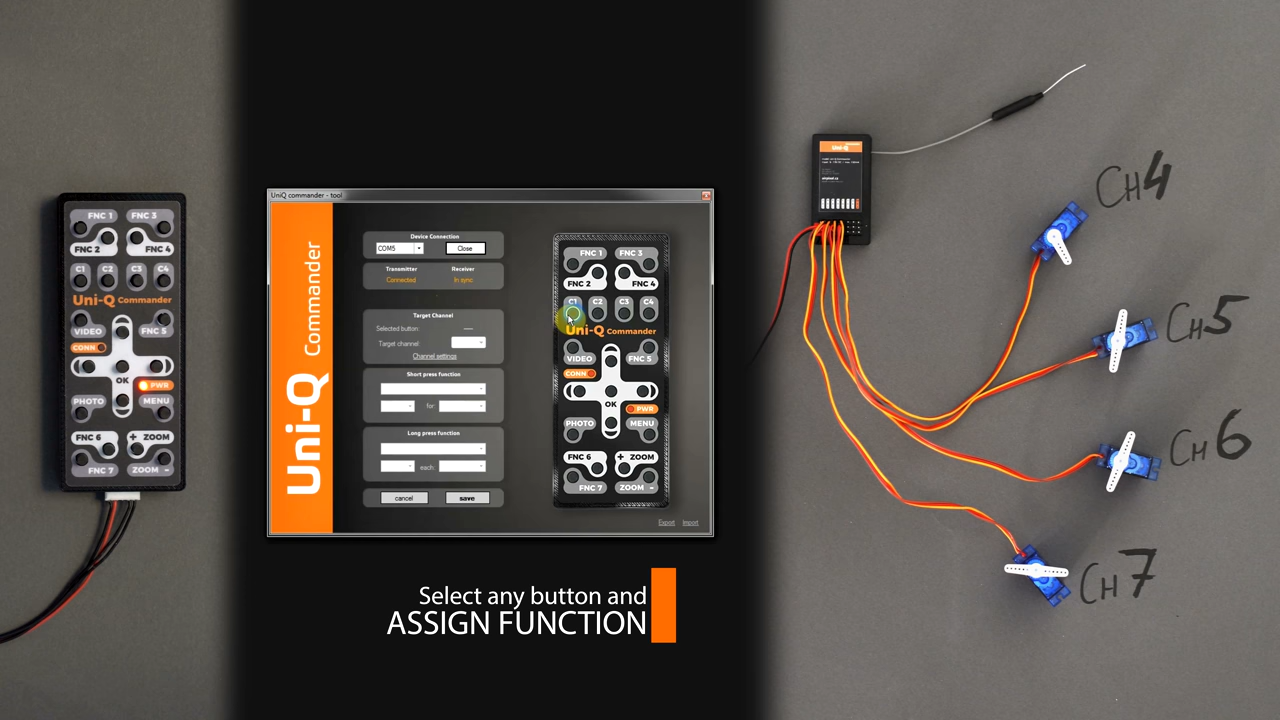 FNC 1 FNC 3
FNC 2 FNC 4
C1 C2 C3 C4
Uni-Q Commander
VIDEO FNC 5
CONN
OK
PWR
PHOTO MENU
FNC 6 + ZOOM
FNC 7 ZOOM -
UniQ commander - tool
Uni-Q Commander
Device Connection
COM5 Close
Transmitter Receiver
Connected In sync
Target Channel
Selected button: ----
Target channel:
Channel settings
Short press function
for
Long press function
each:
cancel save
FNC 1 FNC 3
FNC 2 FNC 4
C1 C2 C3 C4
Uni-Q Commander
VIDEO FNC 5
CONN
OK
PWR
PHOTO MENU
FNC 6 + ZOOM
FNC 7 ZOOM -
Export Import
Select any button and
ASSIGN FUNCTION
Uni-Q
CH4
CH5
CH6
CH7